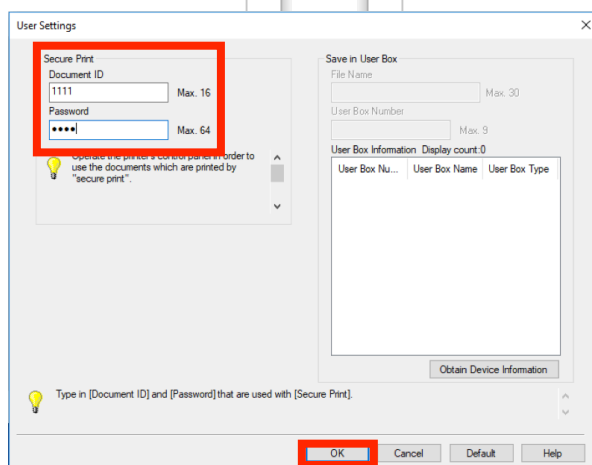 User Settings
Secure Print
Document ID
1111
Max. 16
Password
••••
Max. 64
Operate the printer's control panel in order to
use the documents which are printed by
"secure print".
Save in User Box
File Name
Max. 30
User Box Number
Max. 9
User Box Information Display count:0
User Box Nu... User Box Name User Box Type
Obtain Device Information
Type in [Document ID] and [Password] that are used with [Secure Print].
OK Cancel Default Help